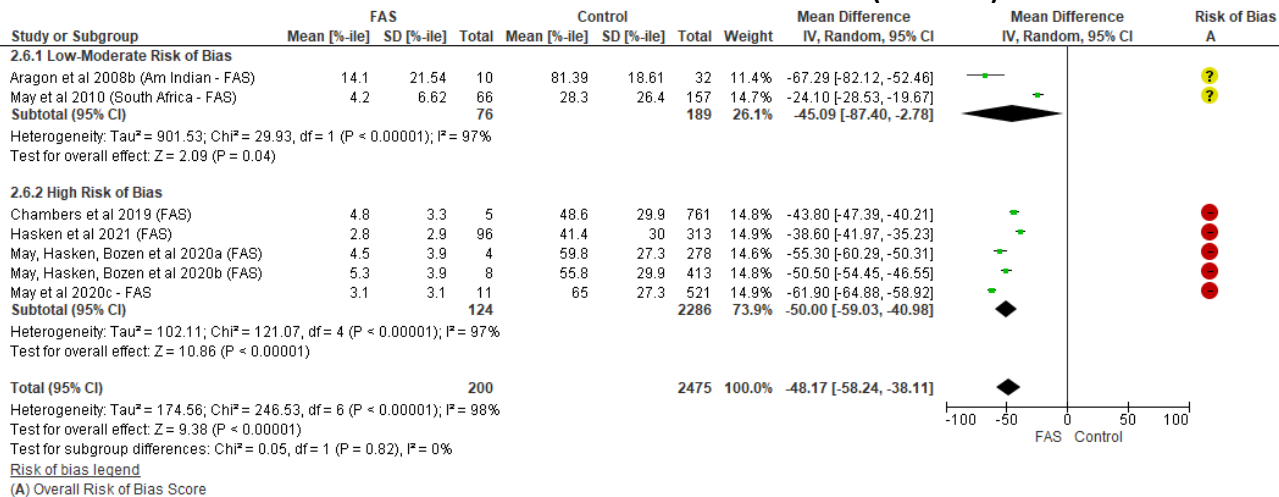 FAS Control Mean Difference Mean Difference Risk of Bias
Study or Subgroup Mean [%-ile] SD [%-ile] Total Mean [%-ile] SD [%-ile] Total Weight IV, Random, 95% CI IV, Random, 95% CI A
2.6.1 Low-Moderate Risk of Bias
Aragon et al 2008b (Am Indian - FAS) 14.1 21.54 10 81.39 18.61 32 11.4% -67.29 [-82.12, -52.46] ?
May et al 2010 (South Africa - FAS) 4.2 6.62 66 28.3 26.4 157 14.7% -24.10 [-28.53, -19.67] ?
Subtotal (95% CI) 76 189 26.1% -45.09 [-87.40, -2.78]
Heterogeneity: Tau² = 901.53; Chi² = 29.93, df = 1 (P < 0.00001); I² = 97%
Test for overall effect: Z = 2.09 (P = 0.04)
2.6.2 High Risk of Bias
Chambers et al 2019 (FAS) 4.8 3.3 5 48.6 29.9 761 14.8% -43.80 [-47.39, -40.21]
Hasken et al 2021 (FAS) 2.8 2.9 96 41.4 30 313 14.9% -38.60 [-41.97, -35.23]
May, Hasken, Bozen et al 2020a (FAS) 4.5 3.9 4 59.8 27.3 278 14.6% -55.30 [-60.29, -50.31]
May, Hasken, Bozen et al 2020b (FAS) 5.3 3.9 8 55.8 29.9 413 14.8% -50.50 [-54.45, -46.55]
May et al 2020c - FAS 3.1 3.1 11 65 27.3 521 14.9% -61.90 [-64.88, -58.92]
Subtotal (95% CI) 124 2286 73.9% -50.00 [-59.03, -40.98]
Heterogeneity: Tau² = 102.11; Chi² = 121.07, df = 4 (P < 0.00001); I² = 97%
Test for overall effect: Z = 10.86 (P < 0.00001)
Total (95% CI) 200 2475 100.0% -48.17 [-58.24, -38.11]
Heterogeneity: Tau² = 174.56; Chi² = 246.53, df = 6 (P < 0.00001); I² = 98%
Test for overall effect: Z = 9.38 (P < 0.00001)
Test for subgroup differences: Chi² = 0.05, df = 1 (P = 0.82), I² = 0%
-100 -50 0 50 100
FAS Control
Risk of bias legend
(A) Overall Risk of Bias Score